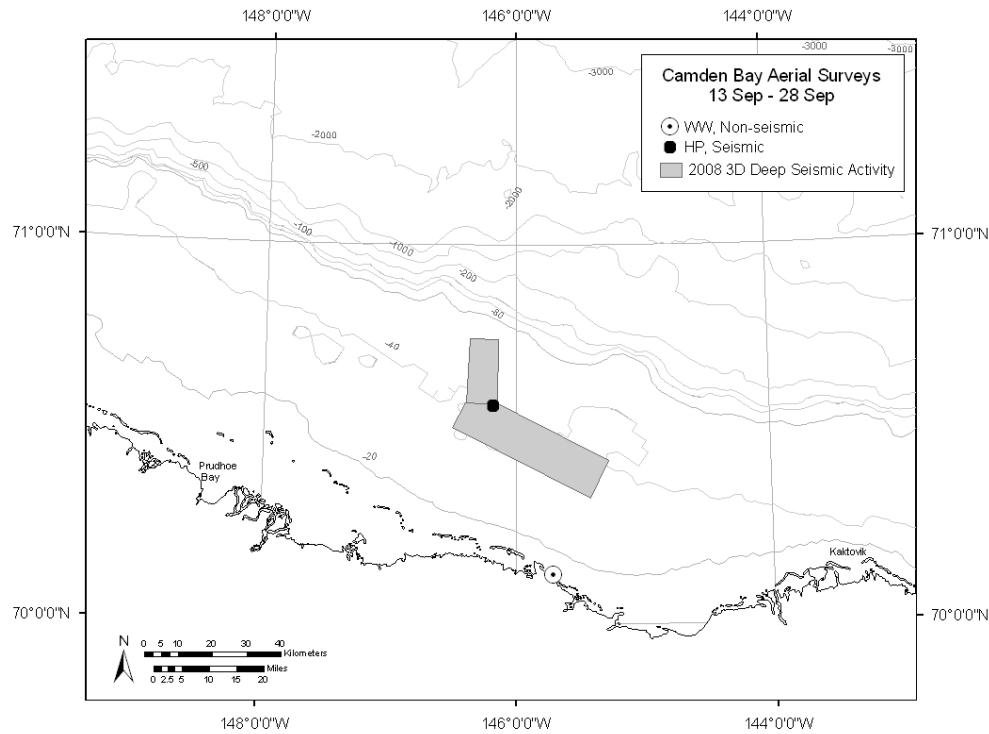 148°0'0"W 146°0'0"W 144°0'0"W
-3000
-3000
-3000
Camden Bay Aerial Surveys
13 Sep - 28 Sep
WW, Non-seismic
HP, Seismic
2008 3D Deep Seismic Activity
-2000
-500
-2000
71°0'0"N 71°0'0"N
-100
-1000
-200
-80
-40
-20
Prudhoe
Bay
Kaktovik
70°0'0"N 70°0'0"N
N
0 5 10 20 30 40
Kilometers
Miles
0 2.5 5 10 15 20
148°0'0"W 146°0'0"W 144°0'0"W